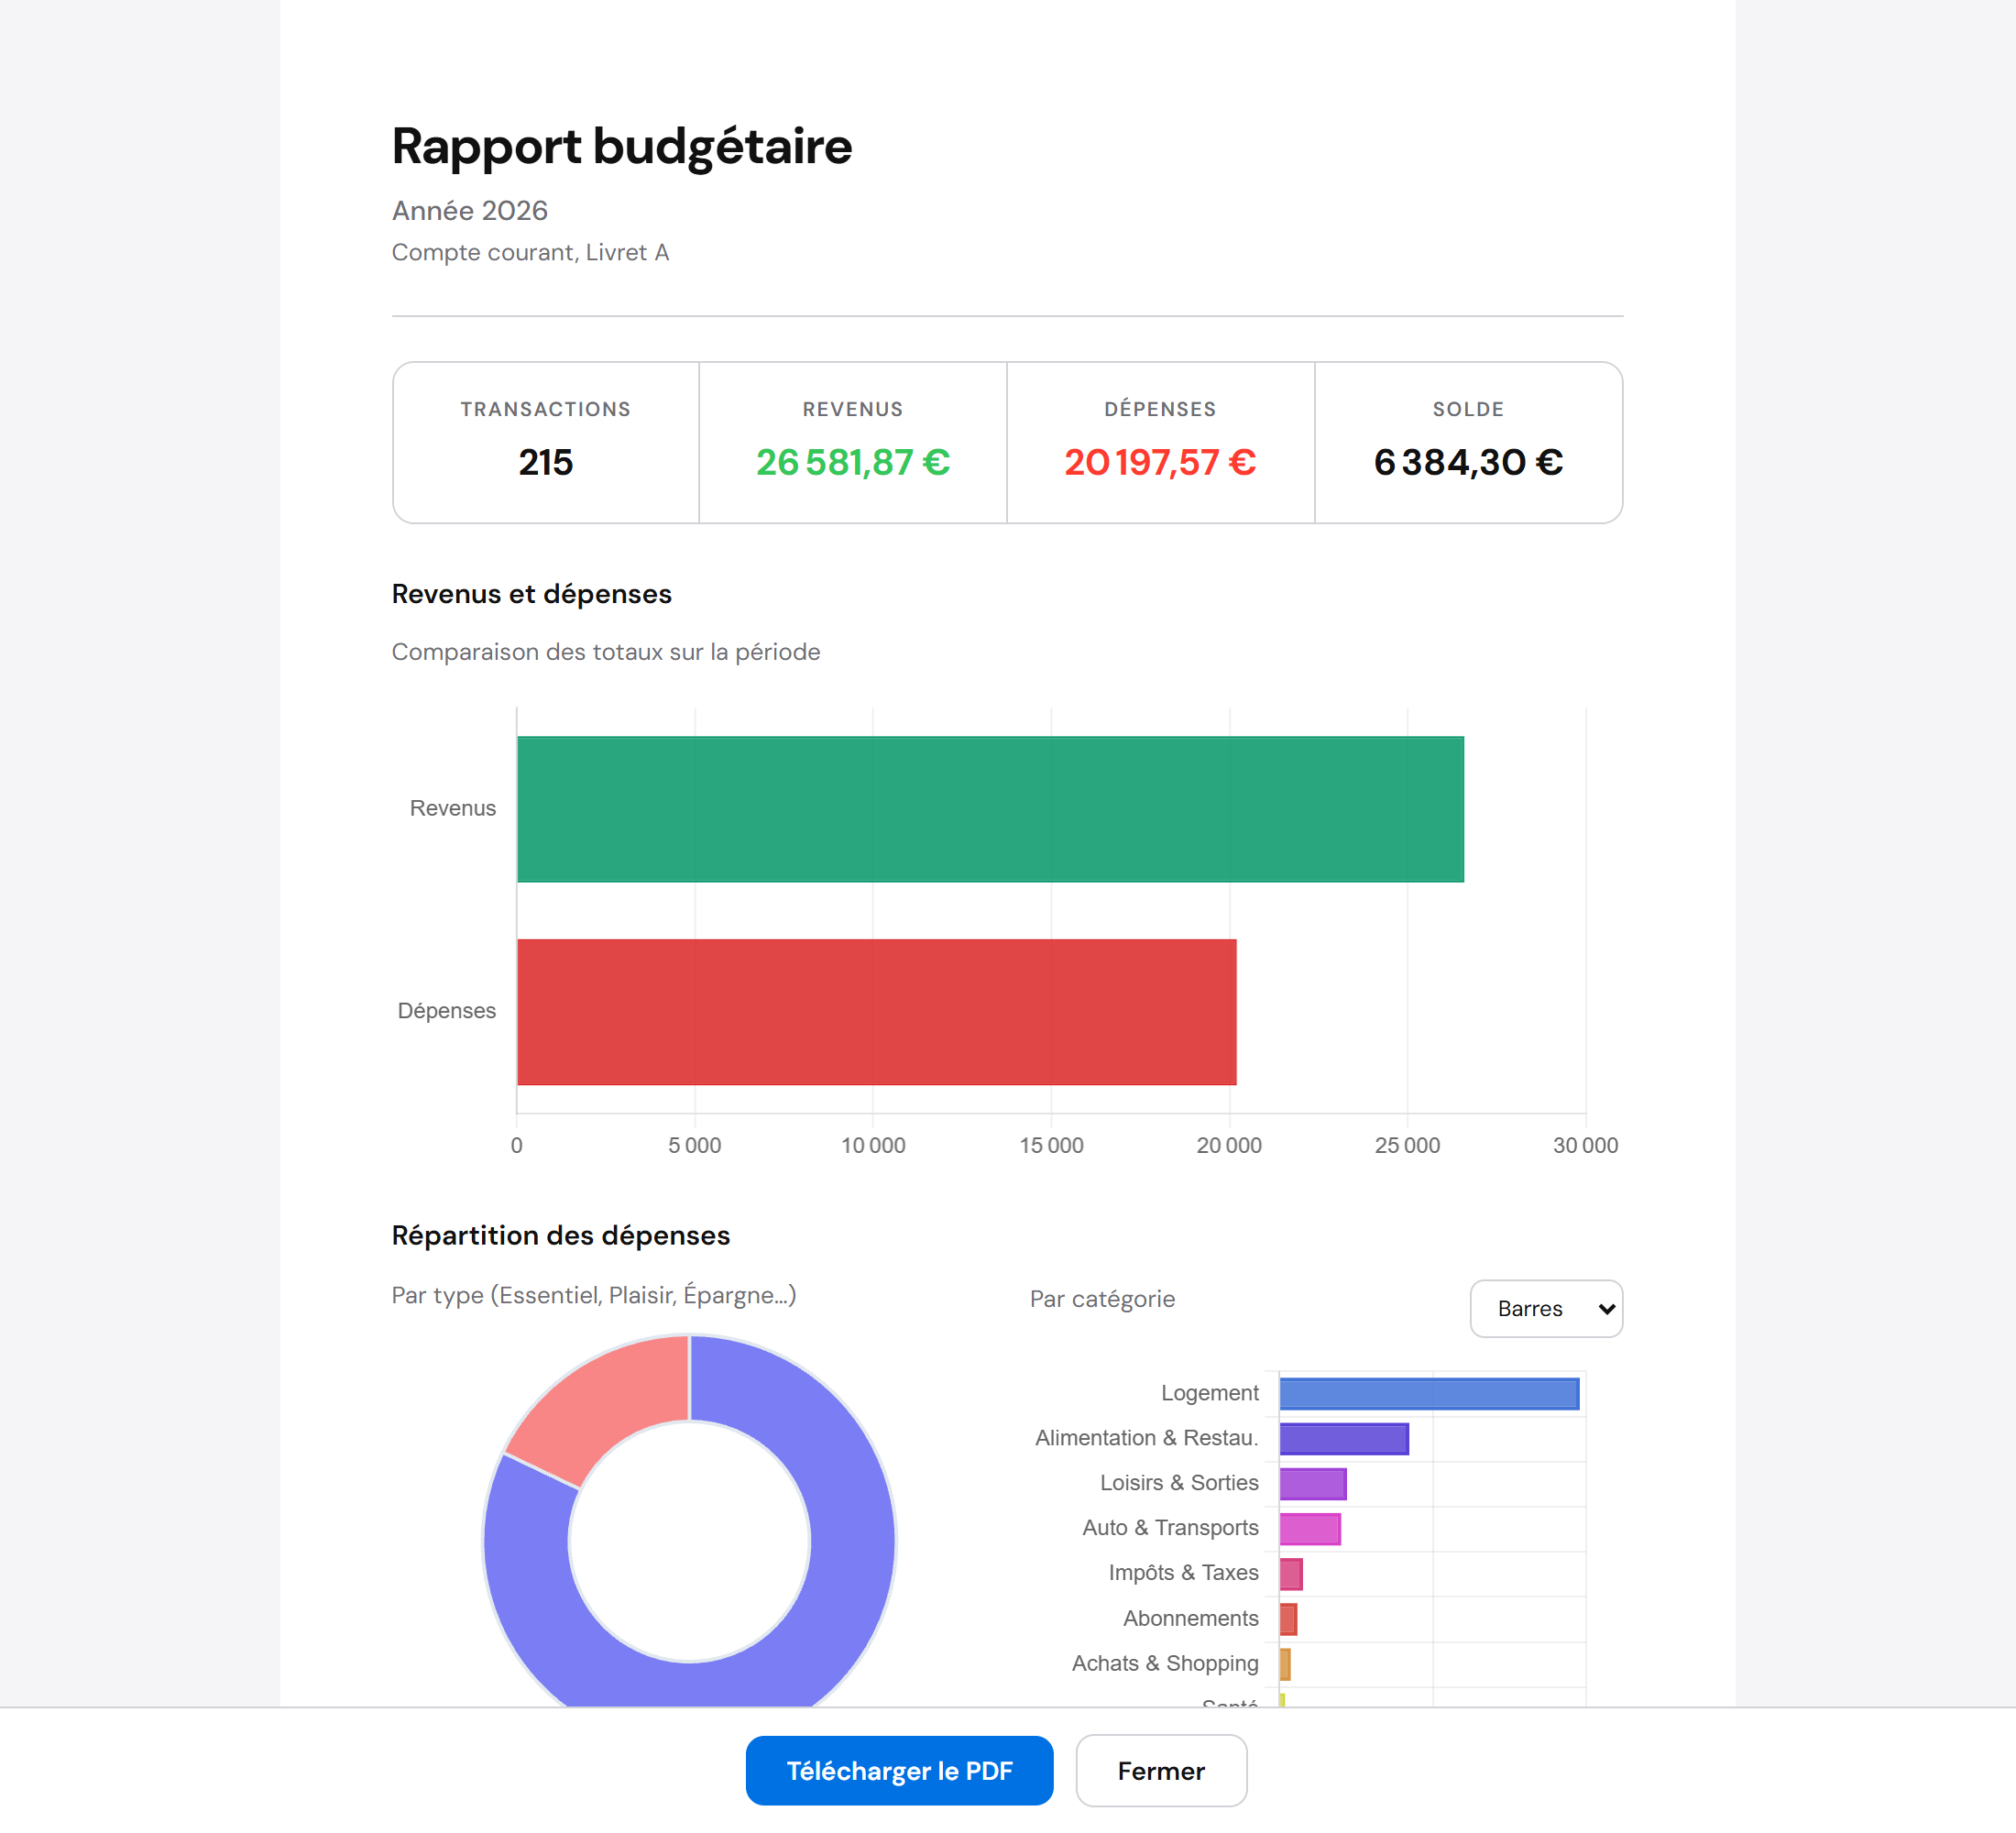 Rapport budgétaire
Année 2026
Compte courant, Livret A
TRANSACTIONS
215
REVENUS
26 581,87 €
DÉPENSES
20 197,57 €
SOLDE
6 384,30 €
Revenus et dépenses
Comparaison des totaux sur la période
Revenus
Dépenses
0 5 000 10 000 15 000 20 000 25 000 30 000
Répartition des dépenses
Par type (Essentiel, Plaisir, Épargne...)
Par catégorie
Barres
Logement
Alimentation & Restau.
Loisirs & Sorties
Auto & Transports
Impôts & Taxes
Abonnements
Achats & Shopping
Santé
Télécharger le PDF
Fermer